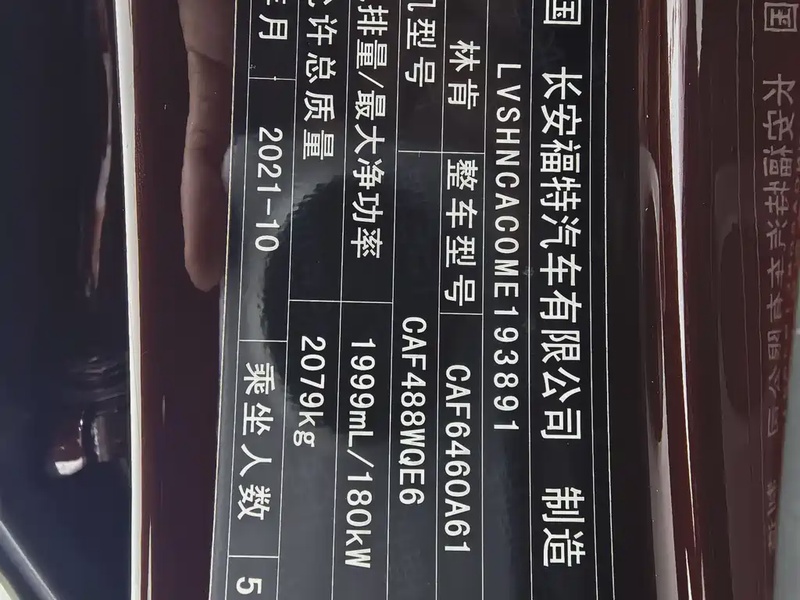 国 长安福特汽车有限公司 制造
LVSHNCAC0ME193891
林肯 整车型号 CAF6460A61
机型号 CAF488WQE6
排量/最大净功率 1999mL/180kW
允许总质量 2079kg
年月 2021-10 乘坐人数 5